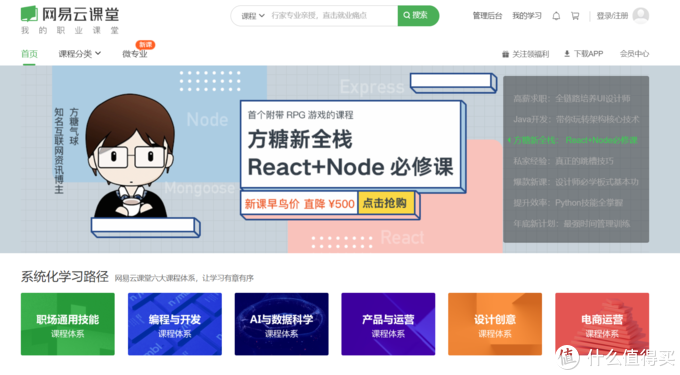 网易云课堂
我的职业课堂
课程
行家专业亲授，直击就业痛点
搜索
管理后台
我的学习
登录/注册
首页
课程分类
微专业
新课
关注领福利
下载APP
会员中心
Express
Node
Mongoose
React
方糖气球
知名互联网资讯博主
首个附带 RPG 游戏的课程
方糖新全栈
React+Node 必修课
新课早鸟价 直降 ¥500
点击抢购
高薪求职：全链路培养UI设计师
Java开发：带你玩转架构核心技术
方糖新全栈： React+Node必修课
私家经验：真正的跳槽技巧
爆款新课：设计师必学板式基本功
提升效率：Python技能全掌握
年底新计划：最强时间管理训练
系统化学习路径
网易云课堂六大课程体系，让学习有章有序
职场通用技能
课程体系
编程与开发
课程体系
AI与数据科学
课程体系
产品与运营
课程体系
设计创意
课程体系
电商运营
课程体系
值 什么值得买